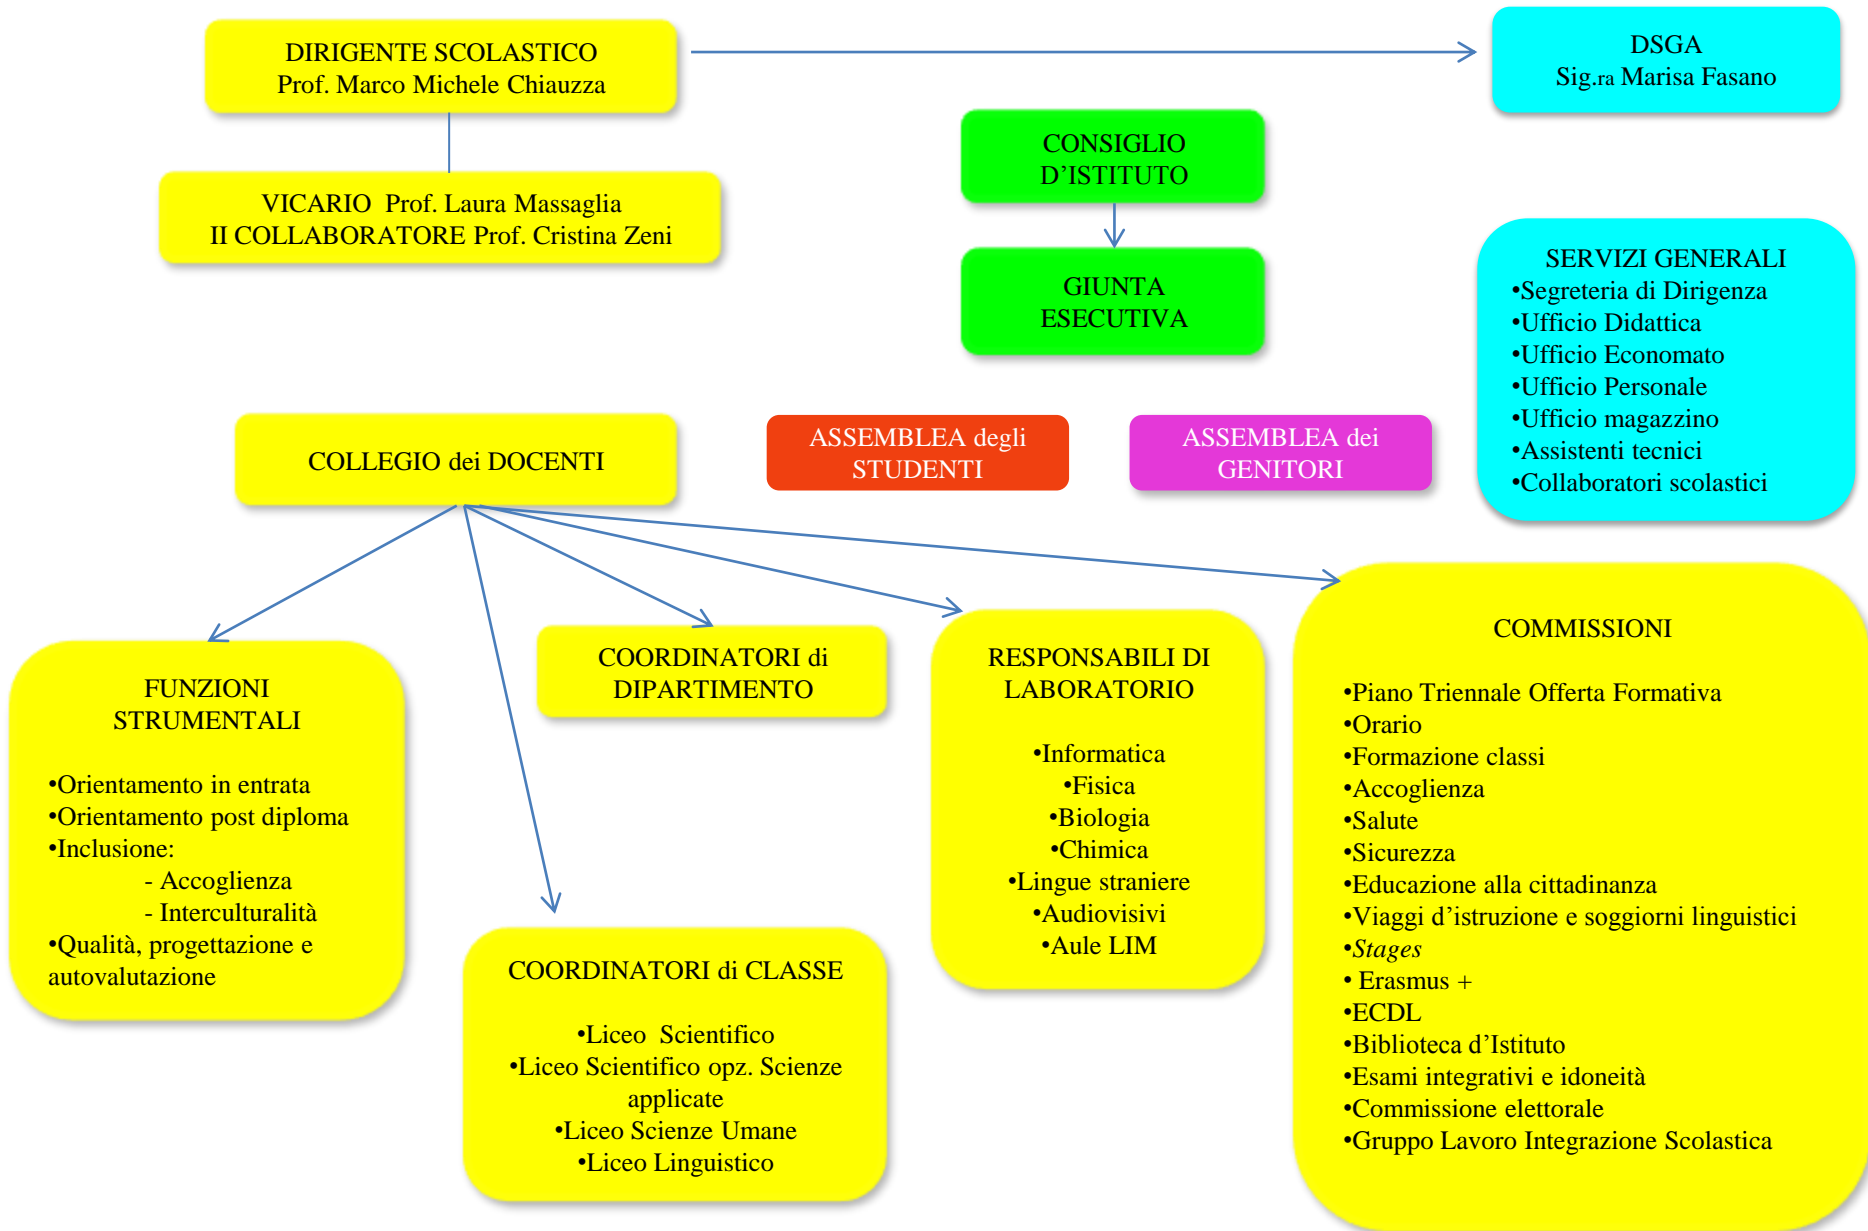 DIRIGENTE SCOLASTICO
Prof. Marco Michele Chiauzza
DSGA
Sig.ra Marisa Fasano
CONSIGLIO
D’ISTITUTO
VICARIO  Prof. Laura Massaglia
II COLLABORATORE Prof. Cristina Zeni
GIUNTA
ESECUTIVA
SERVIZI GENERALI
•Segreteria di Dirigenza
•Ufficio Didattica
•Ufficio Economato
•Ufficio Personale
•Ufficio magazzino
•Assistenti tecnici
•Collaboratori scolastici
COLLEGIO dei DOCENTI
ASSEMBLEA degli
STUDENTI
ASSEMBLEA dei
GENITORI
FUNZIONI
STRUMENTALI
•Orientamento in entrata
•Orientamento post diploma
•Inclusione:
- Accoglienza
- Interculturalità
•Qualità, progettazione e
autovalutazione
COORDINATORI di CLASSE
•Liceo  Scientifico
•Liceo Scientifico opz. Scienze
applicate
•Liceo Scienze Umane
•Liceo Linguistico
COORDINATORI di
DIPARTIMENTO
RESPONSABILI DI
LABORATORIO
•Informatica
•Fisica
•Biologia
•Chimica
•Lingue straniere
•Audiovisivi
•Aule LIM
COMMISSIONI
•Piano Triennale Offerta Formativa
•Orario
•Formazione classi
•Accoglienza
•Salute
•Sicurezza
•Educazione alla cittadinanza
•Viaggi d’istruzione e soggiorni linguistici
•Stages
• Erasmus +
•ECDL
•Biblioteca d’Istituto
•Esami integrativi e idoneità
•Commissione elettorale
•Gruppo Lavoro Integrazione Scolastica